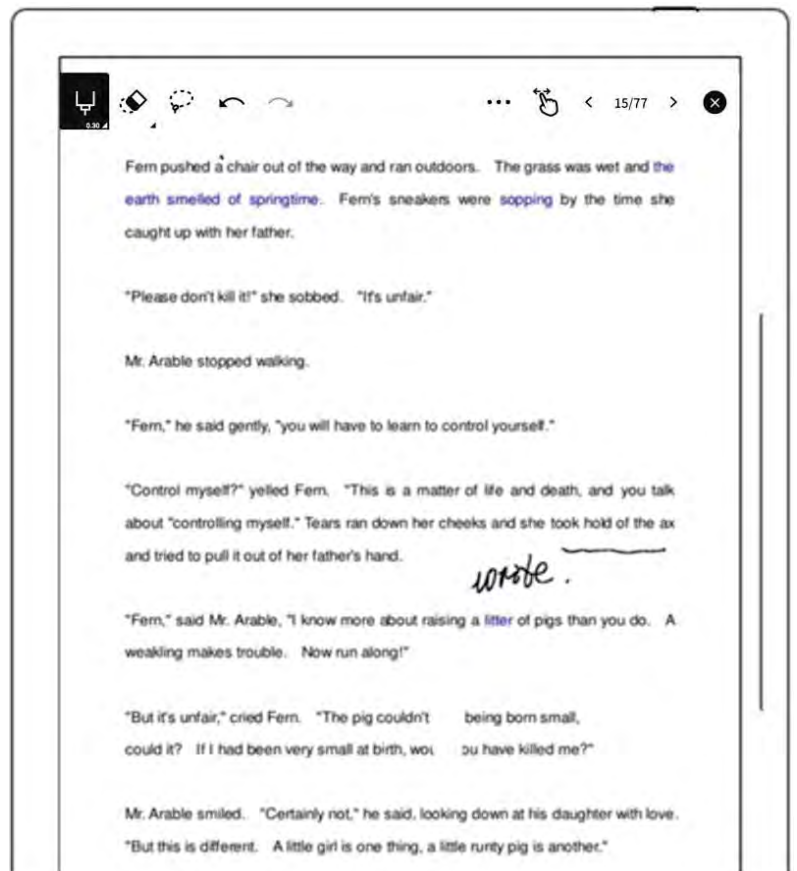 0.30
15/77
Fern pushed a chair out of the way and ran outdoors. The grass was wet and the
earth smelled of springtime. Fern's sneakers were sopping by the time she
caught up with her father.
"Please don't kill it!" she sobbed. "It's unfair."
Mr. Arable stopped walking.
"Fern," he said gently, "you will have to learn to control yourself."
"Control myself?" yelled Fern. "This is a matter of life and death, and you talk
about "controlling myself." Tears ran down her cheeks and she took hold of the ax
and tried to pull it out of her father's hand.
wrote.
"Fern," said Mr. Arable, "I know more about raising a litter of pigs than you do. A
weakling makes trouble. Now run along!"
"But it's unfair," cried Fern. "The pig couldn't being born small,
could it? If I had been very small at birth, have killed me?"
Mr. Arable smiled. "Certainly not," he said, looking down at his daughter with love.
"But this is different. A little girl is one thing, a little runty pig is another."